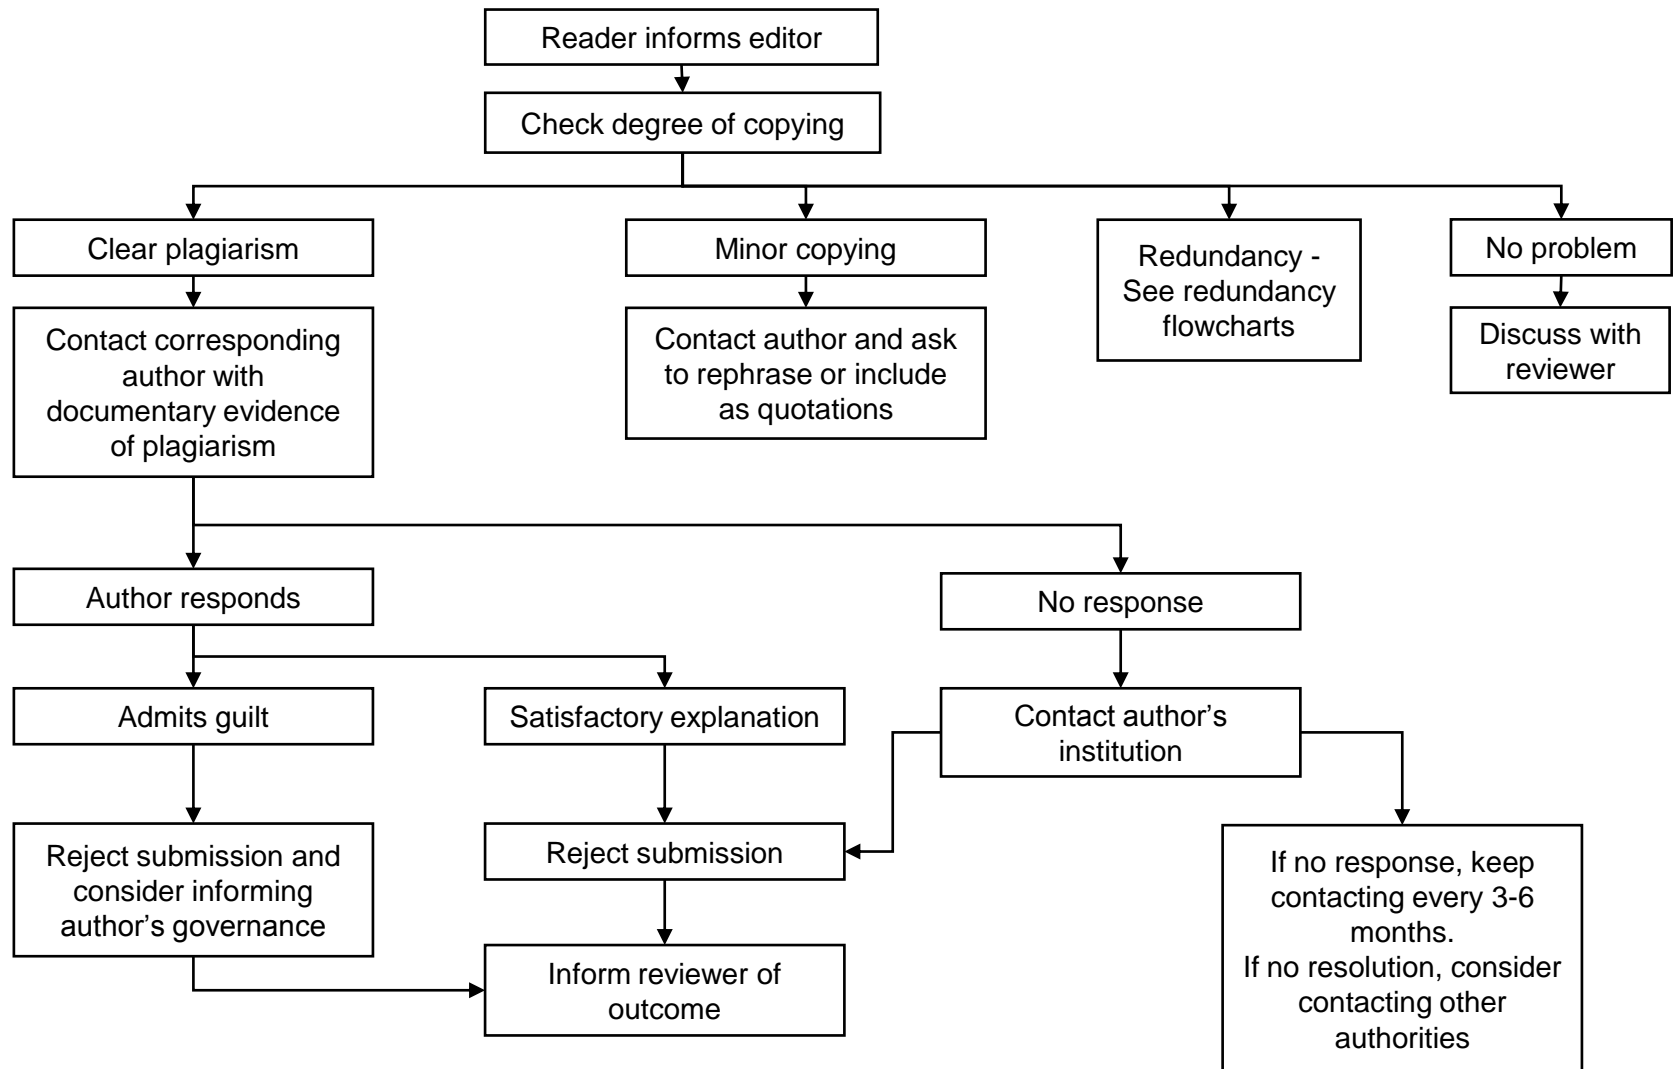 Reader informs editor
Check degree of copying
Clear plagiarism
Minor copying
Redundancy -
See redundancy
flowcharts
No problem
Contact corresponding
author with
documentary evidence
of plagiarism
Contact author and ask
to rephrase or include
as quotations
Discuss with
reviewer
Author responds
No response
Admits guilt
Satisfactory explanation
Contact author’s
institution
Reject submission and
consider informing
author’s governance
Reject submission
If no response, keep
contacting every 3-6
months.
If no resolution, consider
contacting other
authorities
Inform reviewer of
outcome